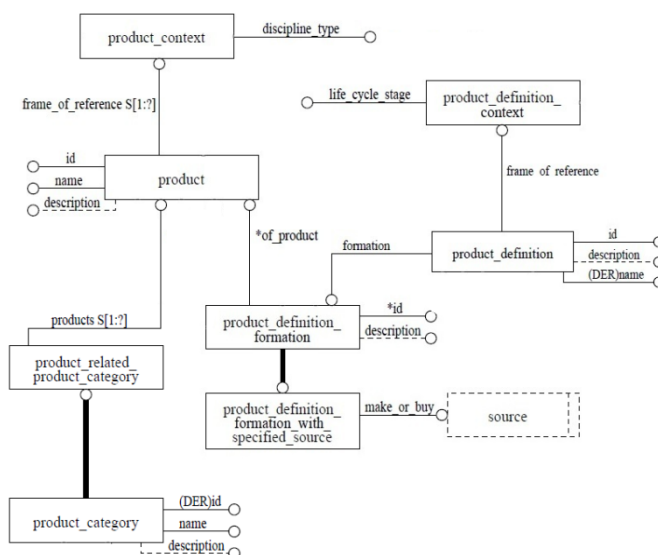 product_context
discipline_type
frame_of_reference S[1:?]
life_cycle_stage
product_definition_
context
id
name
description
product
frame of reference
*of_product
formation
product_definition
id
description
(DER)name
products S[1:?]
product_definition_
formation
*id
description
product_related_
product_category
product_definition_
formation_with_
specified_source
make_or_buy
source
product_category
(DER)id
name
description